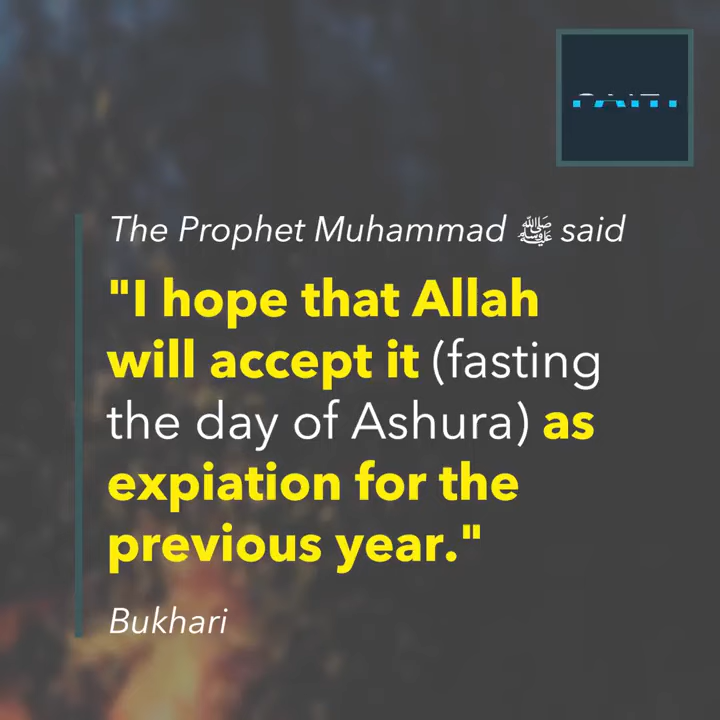 The Prophet Muhammad ﷺ said
"I hope that Allah
will accept it (fasting
the day of Ashura) as
expiation for the
previous year."
Bukhari